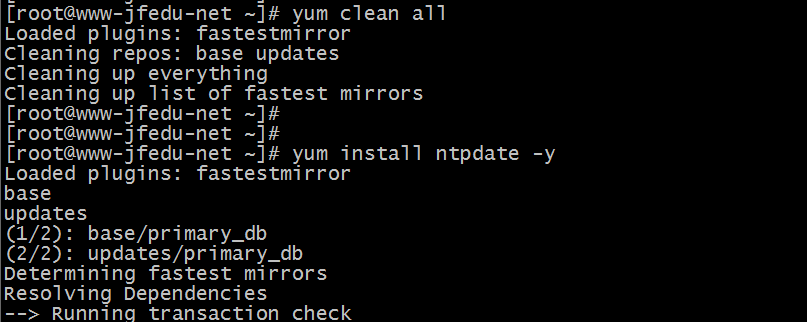 [root@www-jfedu-net ~]# yum clean all
Loaded plugins: fastestmirror
Cleaning repos: base updates
Cleaning up everything
Cleaning up list of fastest mirrors
[root@www-jfedu-net ~]#
[root@www-jfedu-net ~]#
[root@www-jfedu-net ~]# yum install ntpdate -y
Loaded plugins: fastestmirror
base
updates
(1/2): base/primary_db
(2/2): updates/primary_db
Determining fastest mirrors
Resolving Dependencies
--> Running transaction check